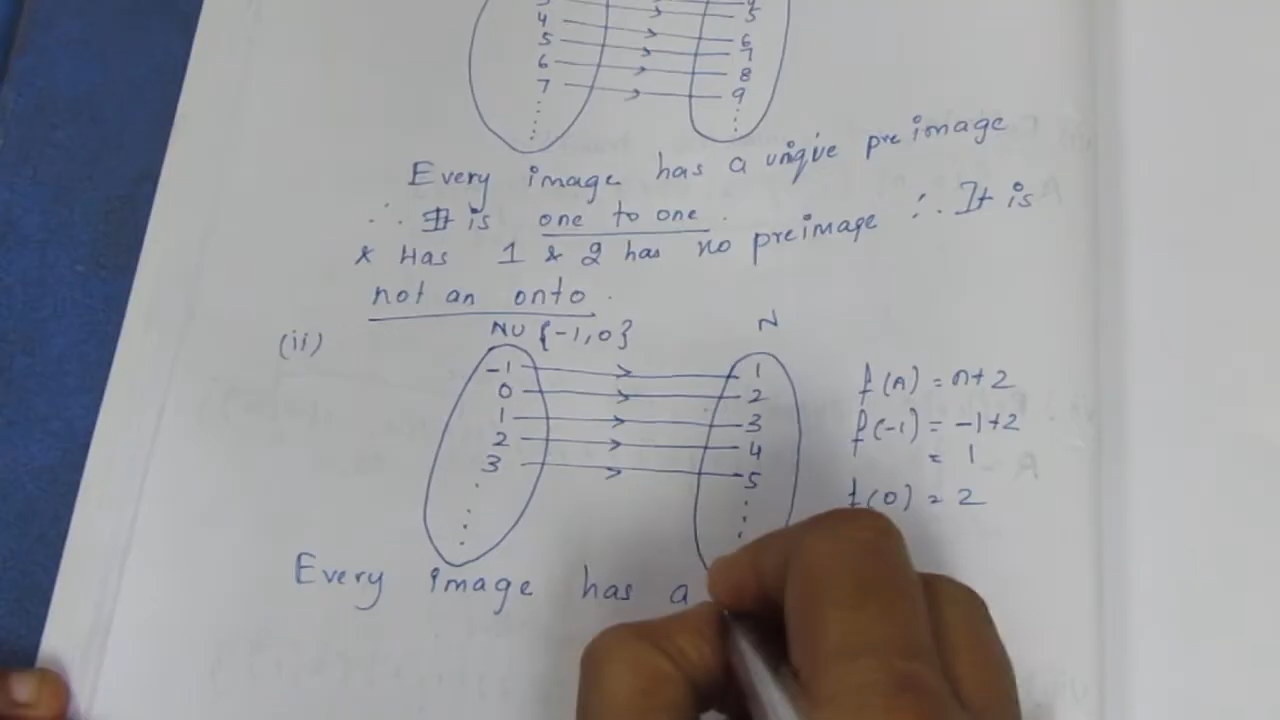 4 5
5 6
6 7
7 8
9
Every image has a unique preimage
∴ It is one to one.
& Has 1 & 2 has no preimage ∴ It is
not an onto.
(ii) NU {-1,0} N
-1 1 f(n) = n+2
0 2 f(-1) = -1+2
1 3 = 1
2 4
3 5 f(0) = 2
Every image has a